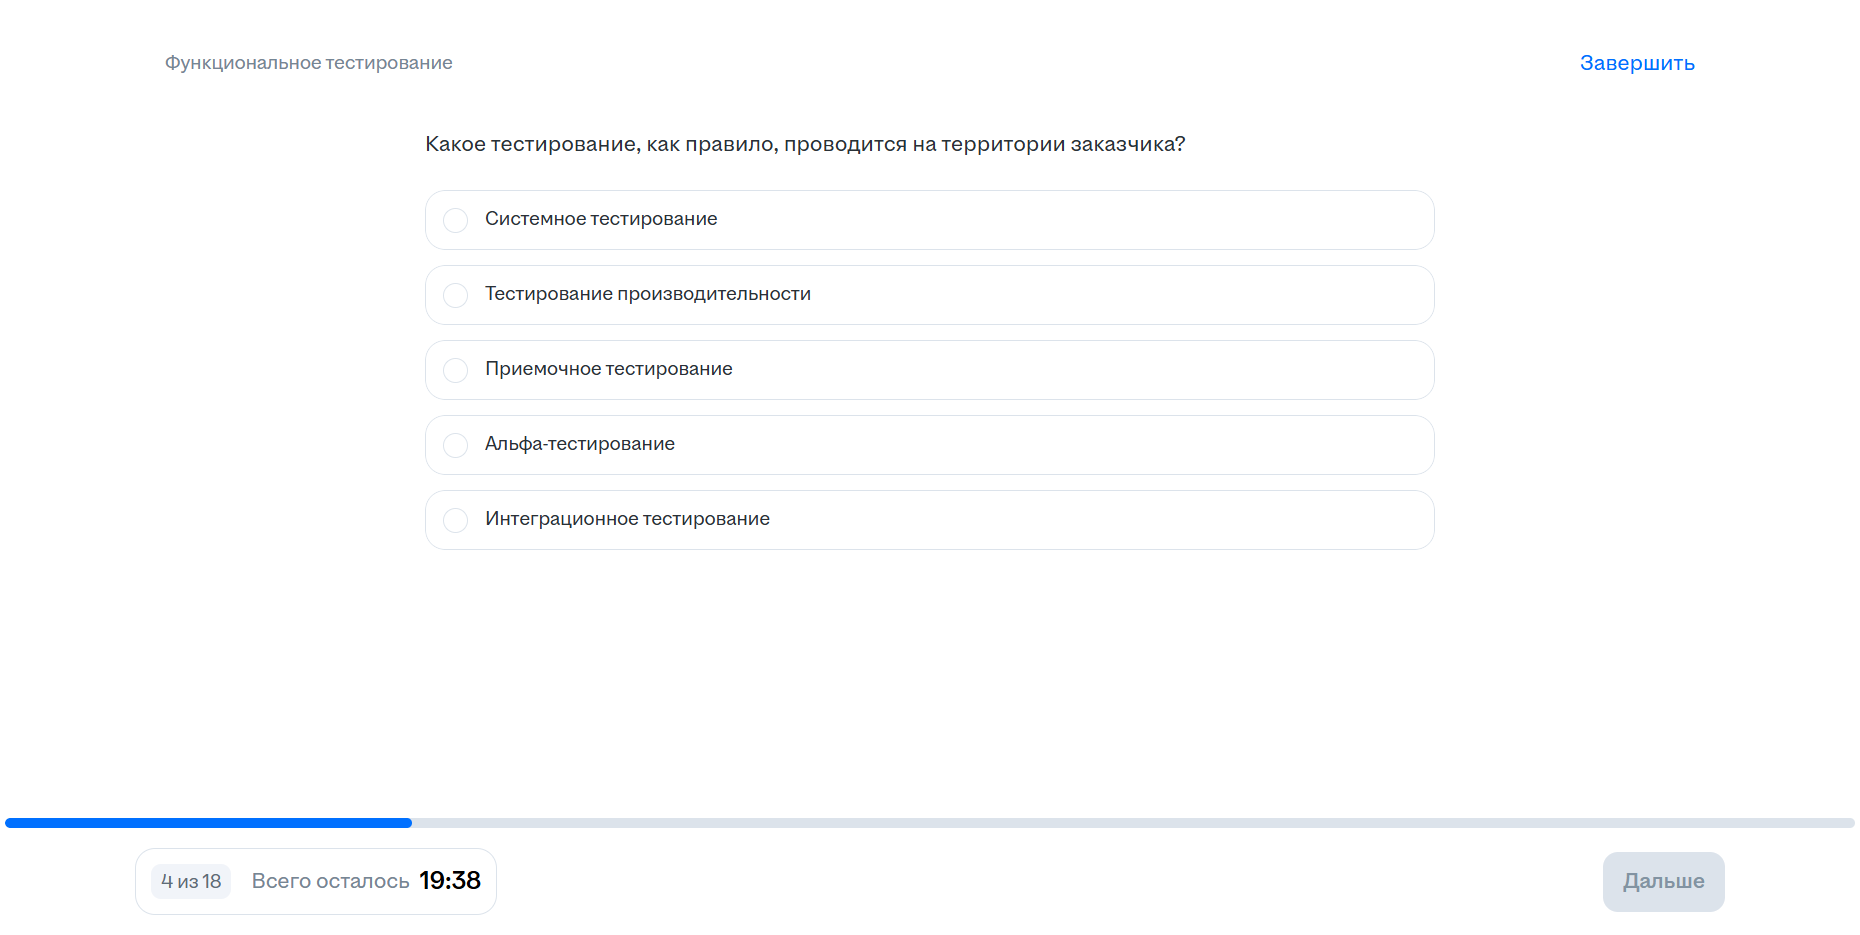 Функциональное тестирование
Завершить
Какое тестирование, как правило, проводится на территории заказчика?
Системное тестирование
Тестирование производительности
Приемочное тестирование
Альфа-тестирование
Интеграционное тестирование
4 из 18 Всего осталось 19:38
Дальше